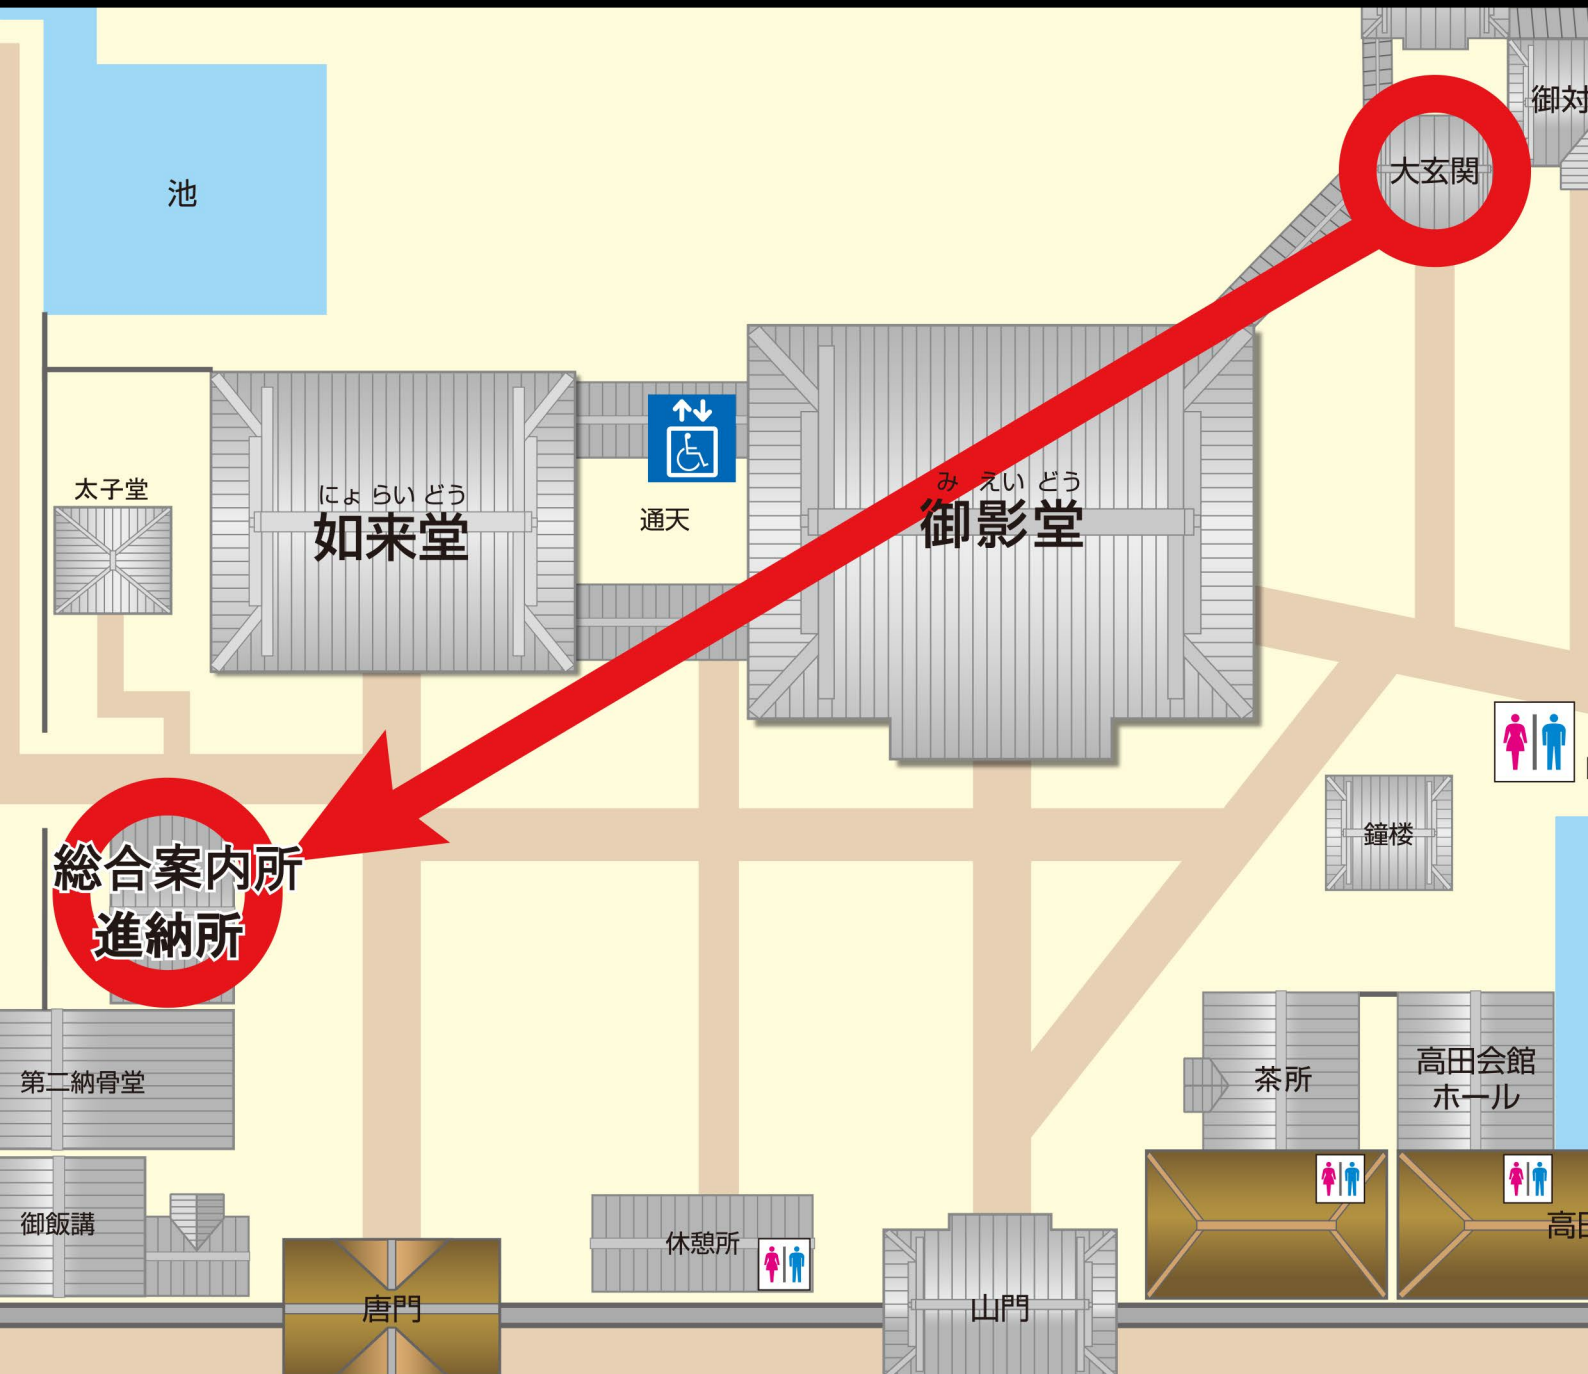 御対
大玄関
池
太子堂
にょ らい どう
如来堂
通天
み えい どう
御影堂
鐘楼
総合案内所
進納所
第二納骨堂
茶所
高田会館
ホール
御飯講
休憩所
高田
唐門
山門